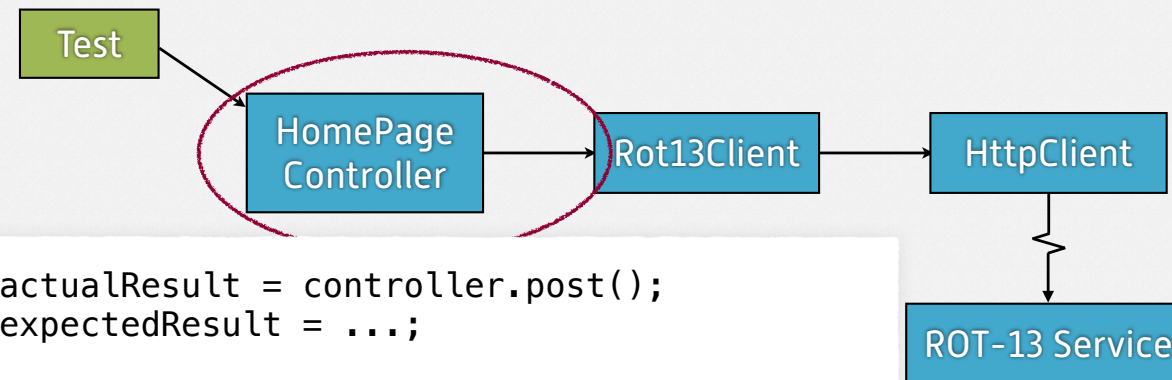 Test
HomePage
Controller
Rot13Client
HttpClient
actualResult = controller.post();
expectedResult = ...;
ROT-13 Service